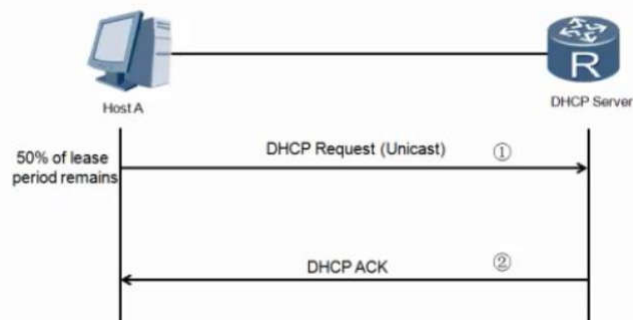 R
Host A
DHCP Server
50% of lease
period remains
DHCP Request (Unicast) ①
DHCP ACK ②